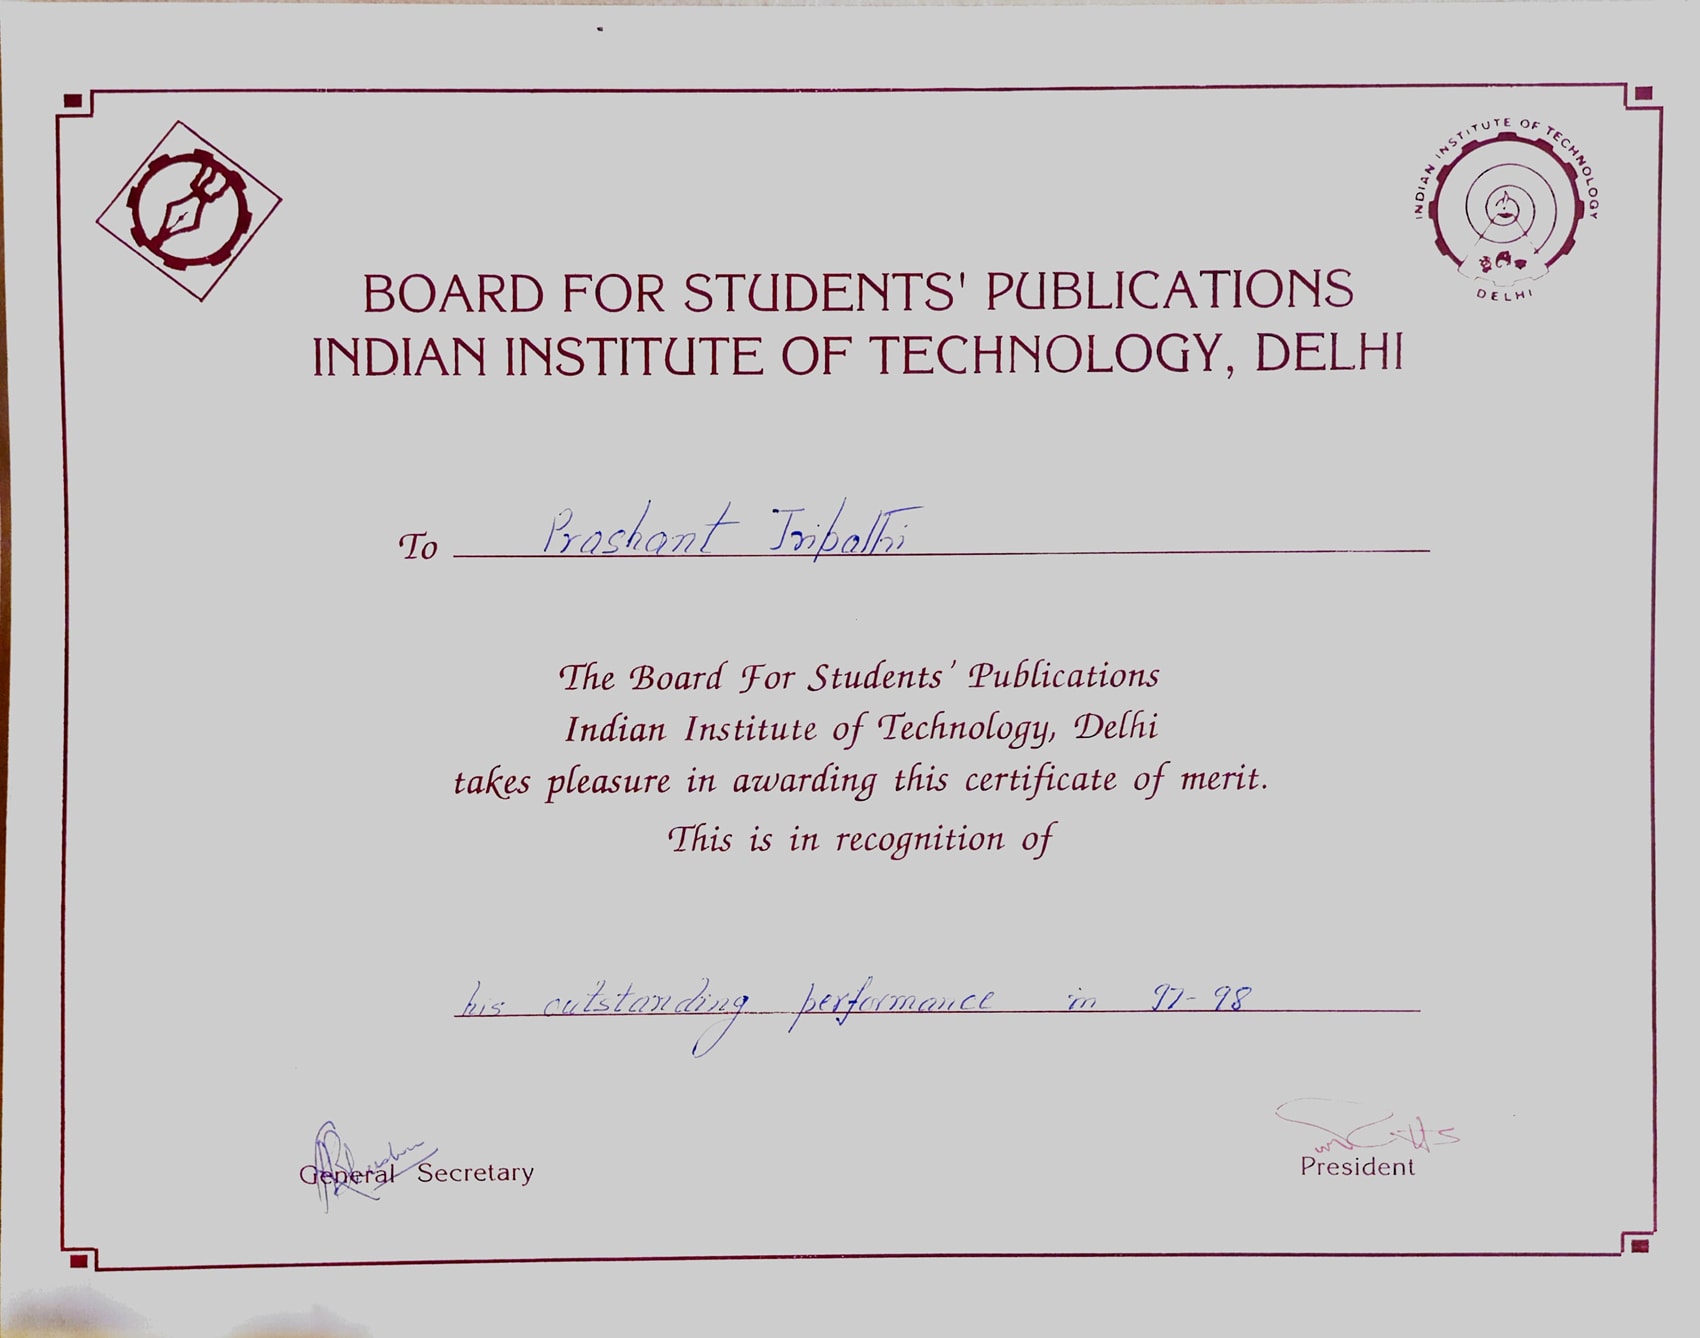 INDIAN INSTITUTE OF TECHNOLOGY
DELHI
BOARD FOR STUDENTS' PUBLICATIONS
INDIAN INSTITUTE OF TECHNOLOGY, DELHI
To Prashant Tripathi
The Board For Students' Publications
Indian Institute of Technology, Delhi
takes pleasure in awarding this certificate of merit.
This is in recognition of
his outstanding performance in 97-98
General Secretary
President